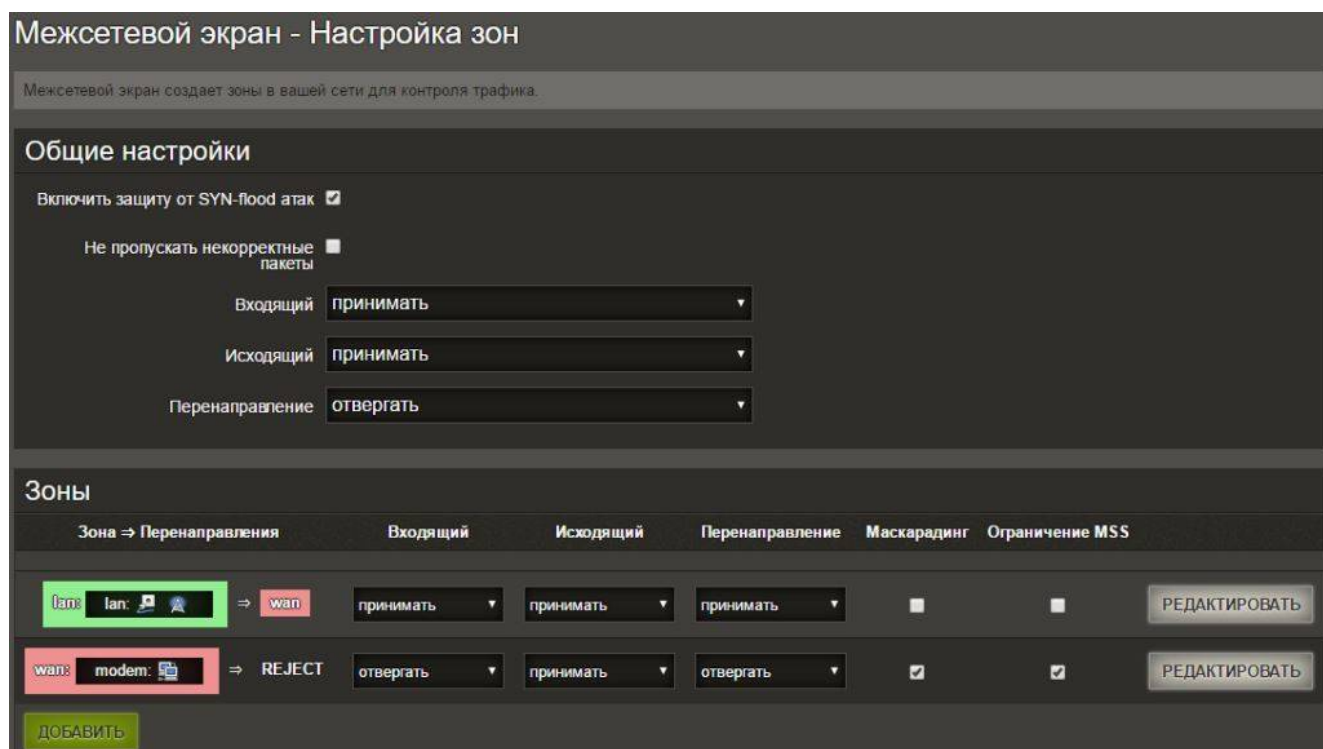 Межсетевой экран - Настройка зон
Межсетевой экран создает зоны в вашей сети для контроля трафика.
Общие настройки
Включить защиту от SYN-flood атак
Не пропускать некорректные
пакеты
Входящий принимать
Исходящий принимать
Перенаправление отвергать
Зоны
Зона ⇒ Перенаправления Входящий Исходящий Перенаправление Маскарадинг Ограничение MSS
lan: lan: ⇒ wan принимать принимать принимать РЕДАКТИРОВАТЬ
wan: modem: ⇒ REJECT отвергать принимать отвергать РЕДАКТИРОВАТЬ
ДОБАВИТЬ